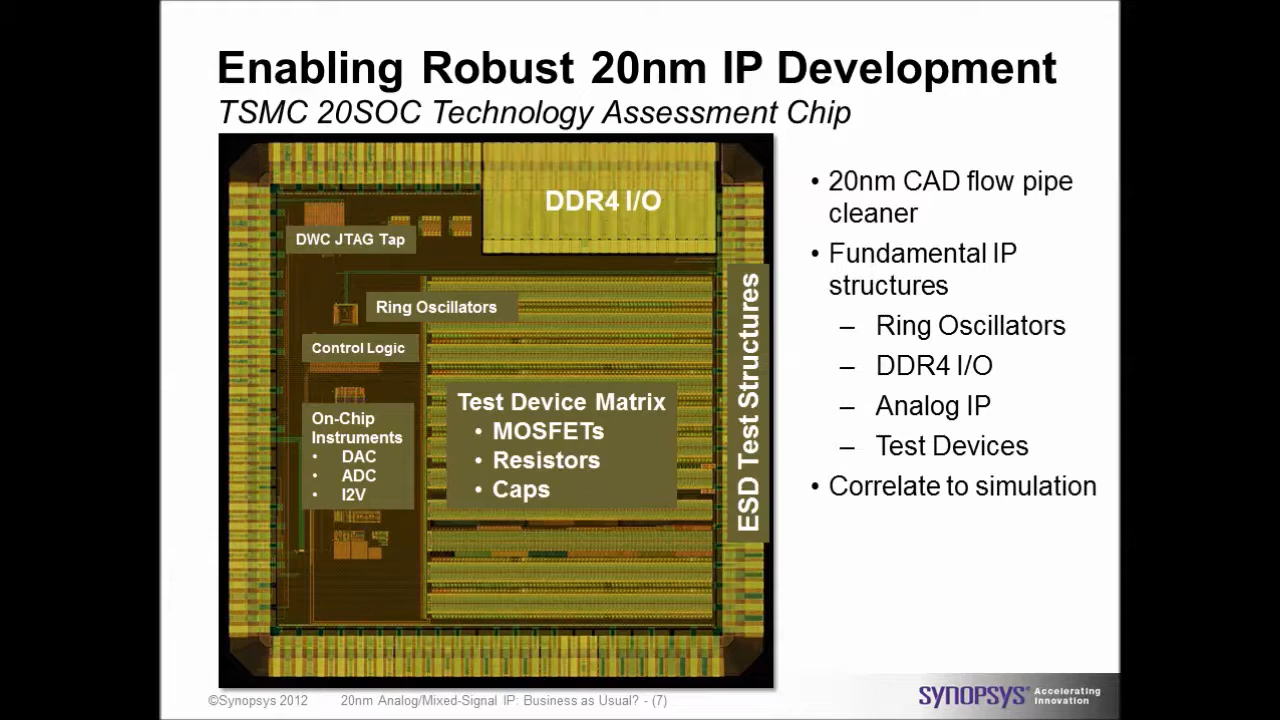 Enabling Robust 20nm IP Development
TSMC 20SOC Technology Assessment Chip
DDR4 I/O
DWC JTAG Tap
Ring Oscillators
Control Logic
On-Chip
Instruments
• DAC
• ADC
• I2V
Test Device Matrix
• MOSFETs
• Resistors
• Caps
ESD Test Structures
• 20nm CAD flow pipe
cleaner
• Fundamental IP
structures
– Ring Oscillators
– DDR4 I/O
– Analog IP
– Test Devices
• Correlate to simulation
©Synopsys 2012 20nm Analog/Mixed-Signal IP: Business as Usual? - (7)
SYNOPSYS®
Accelerating
Innovation